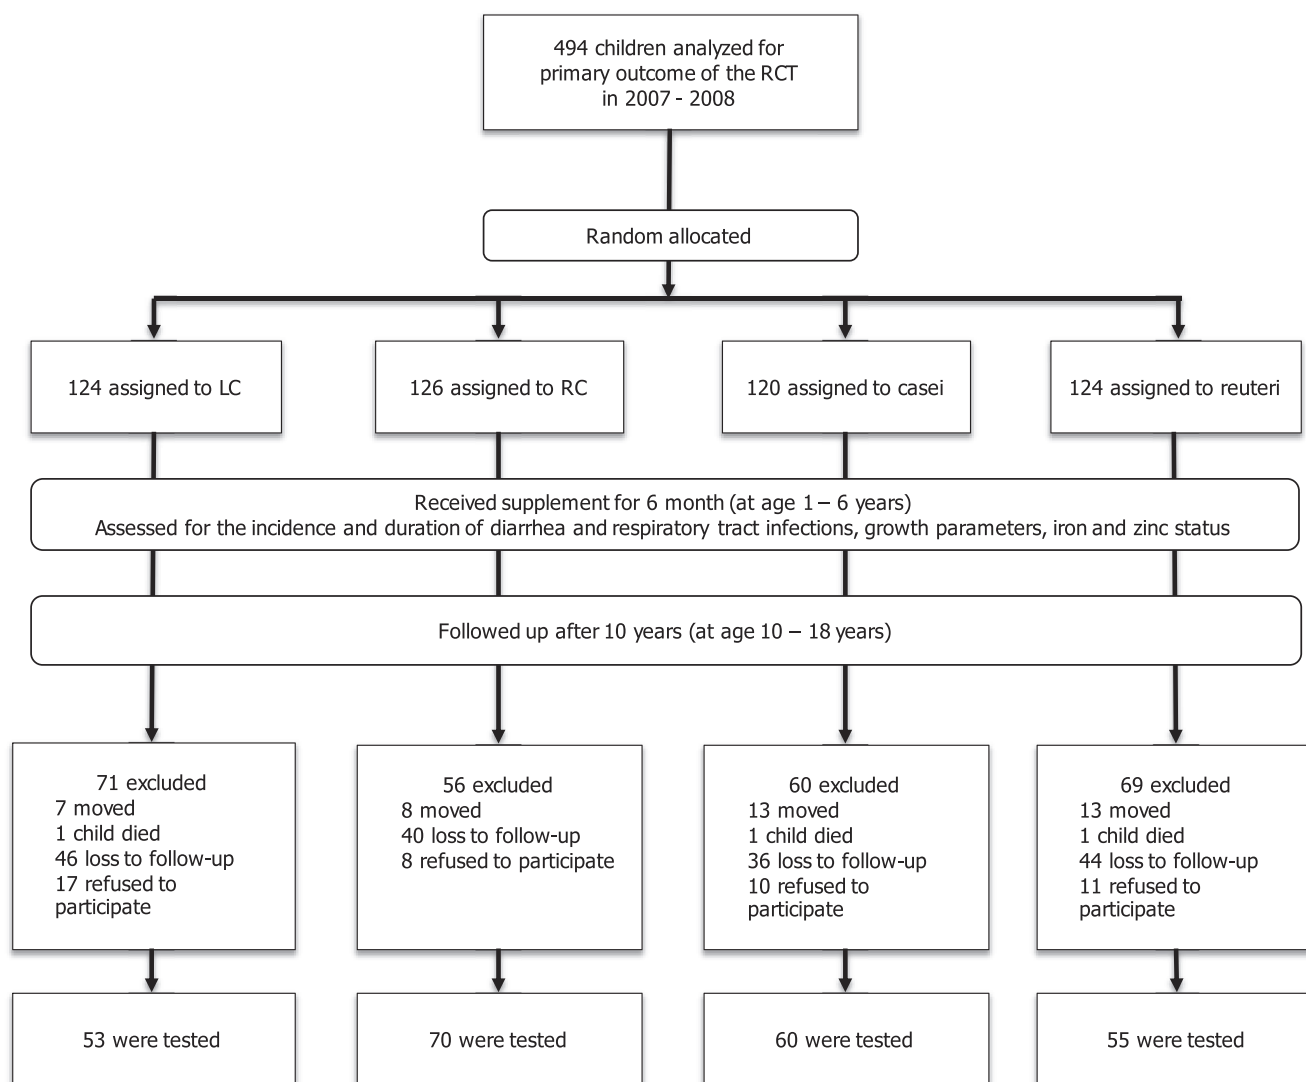 494 children analyzed for
primary outcome of the RCT
in 2007 - 2008
Random allocated
124 assigned to LC
126 assigned to RC
120 assigned to casei
124 assigned to reuteri
Received supplement for 6 month (at age 1 – 6 years)
Assessed for the incidence and duration of diarrhea and respiratory tract infections, growth parameters, iron and zinc status
Followed up after 10 years (at age 10 – 18 years)
71 excluded
7 moved
1 child died
46 loss to follow-up
17 refused to
participate
56 excluded
8 moved
40 loss to follow-up
8 refused to participate
60 excluded
13 moved
1 child died
36 loss to follow-up
10 refused to
participate
69 excluded
13 moved
1 child died
44 loss to follow-up
11 refused to
participate
53 were tested
70 were tested
60 were tested
55 were tested